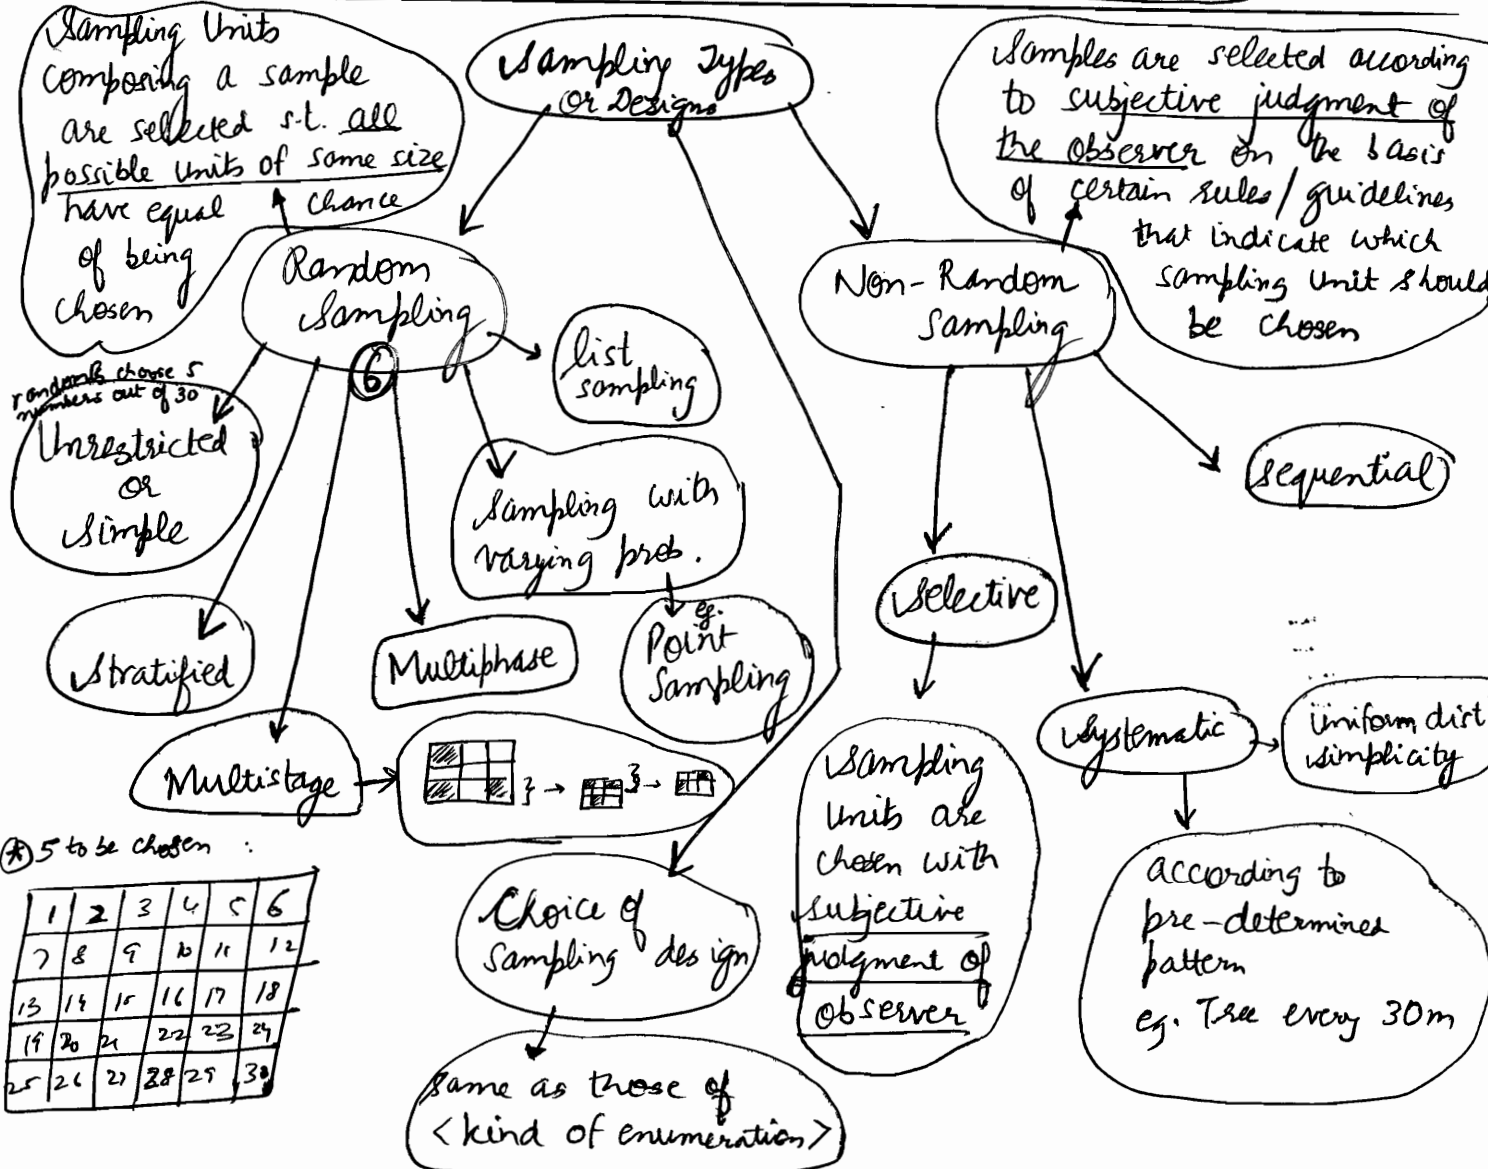 Sampling Types
or Designs
Sampling Units
composing a sample
are selected s.t. all
possible units of same size
have equal chance
of being
chosen
Samples are selected according
to subjective judgment of
the observer on the basis
of certain rules/guidelines
that indicate which
sampling unit should
be chosen
Random
Sampling
6
Non-Random
Sampling
list
sampling
randomly choose 5
numbers out of 30
Unrestricted
or
Simple
Sampling with
varying prob.
eg.
Point
Sampling
Stratified
Multiphase
Multistage
Sequential
Selective
Sampling
Units are
chosen with
subjective
judgment of
observer
Systematic
Uniform dist
simplicity
according to
pre-determined
pattern
eg. Tree every 30m
Choice of
sampling design
same as those of
<kind of enumeration>
* 5 to be chosen :
1 2 3 4 5 6
7 8 9 10 11 12
13 14 15 16 17 18
19 20 21 22 23 24
25 26 27 28 29 30